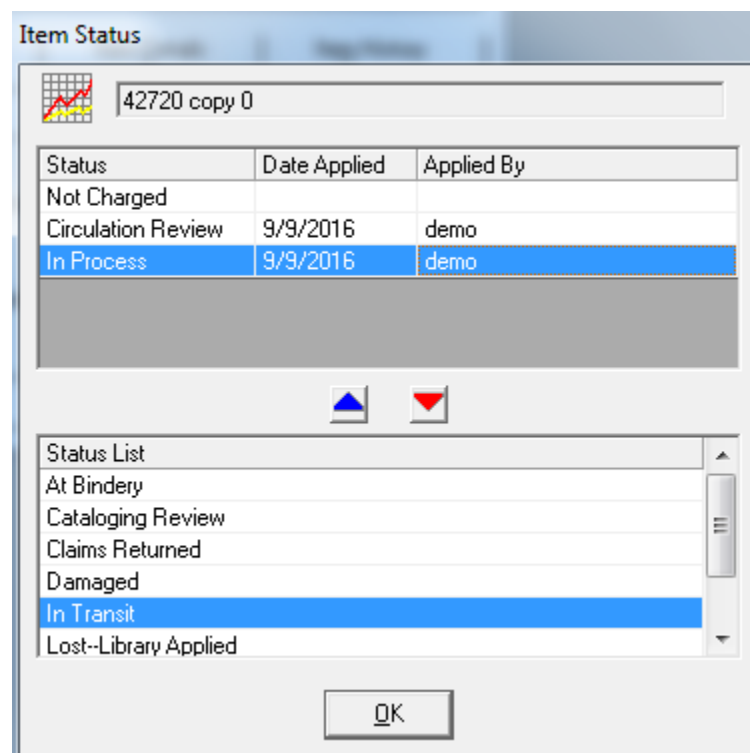 Item Status
42720 copy 0
Status Date Applied Applied By
Not Charged
Circulation Review 9/9/2016 demo
In Process 9/9/2016 demo
Status List
At Bindery
Cataloging Review
Claims Returned
Damaged
In Transit
Lost--Library Applied
OK